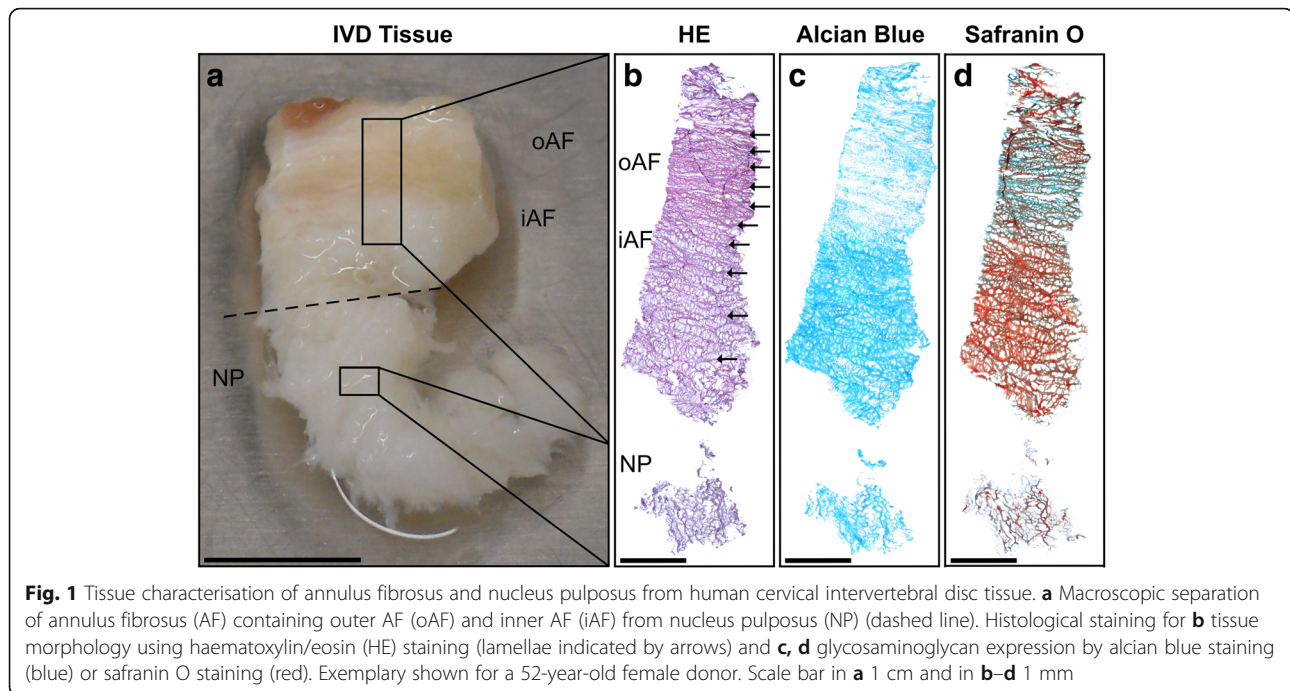 IVD Tissue
HE
Alcian Blue
Safranin O
a
b
c
d
oAF
iAF
NP
oAF
iAF
NP
Fig. 1 Tissue characterisation of annulus fibrosus and nucleus pulposus from human cervical intervertebral disc tissue. a Macroscopic separation
of annulus fibrosus (AF) containing outer AF (oAF) and inner AF (iAF) from nucleus pulposus (NP) (dashed line). Histological staining for b tissue
morphology using haematoxylin/eosin (HE) staining (lamellae indicated by arrows) and c, d glycosaminoglycan expression by alcian blue staining
(blue) or safranin O staining (red). Exemplary shown for a 52-year-old female donor. Scale bar in a 1 cm and in b–d 1 mm